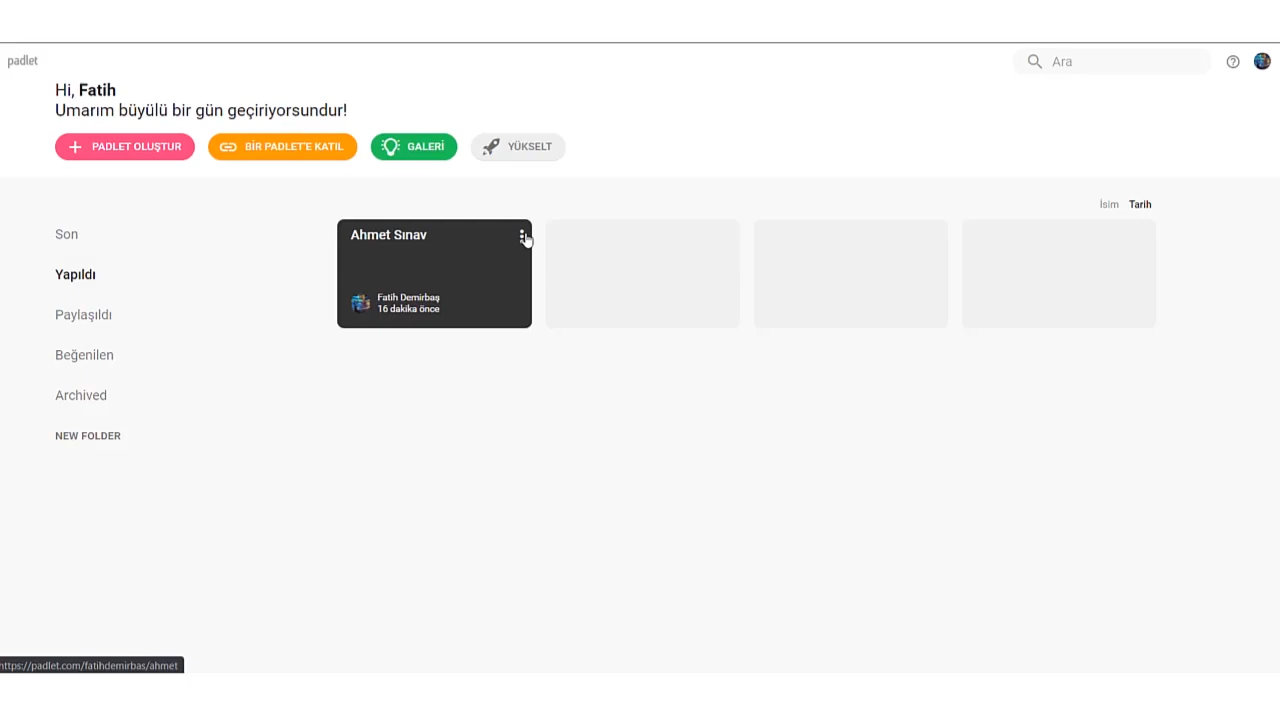 padlet
Ara
Hi, Fatih
Umarım büyülü bir gün geçiriyorsundur!
PADLET OLUŞTUR
BİR PADLET'E KATIL
GALERİ
YÜKSELT
İsim Tarih
Son
Yapıldı
Paylaşıldı
Beğenilen
Archived
NEW FOLDER
Ahmet Sınav
Fatih Demirbaş
16 dakika önce
https://padlet.com/fatihdemirbas/ahmet